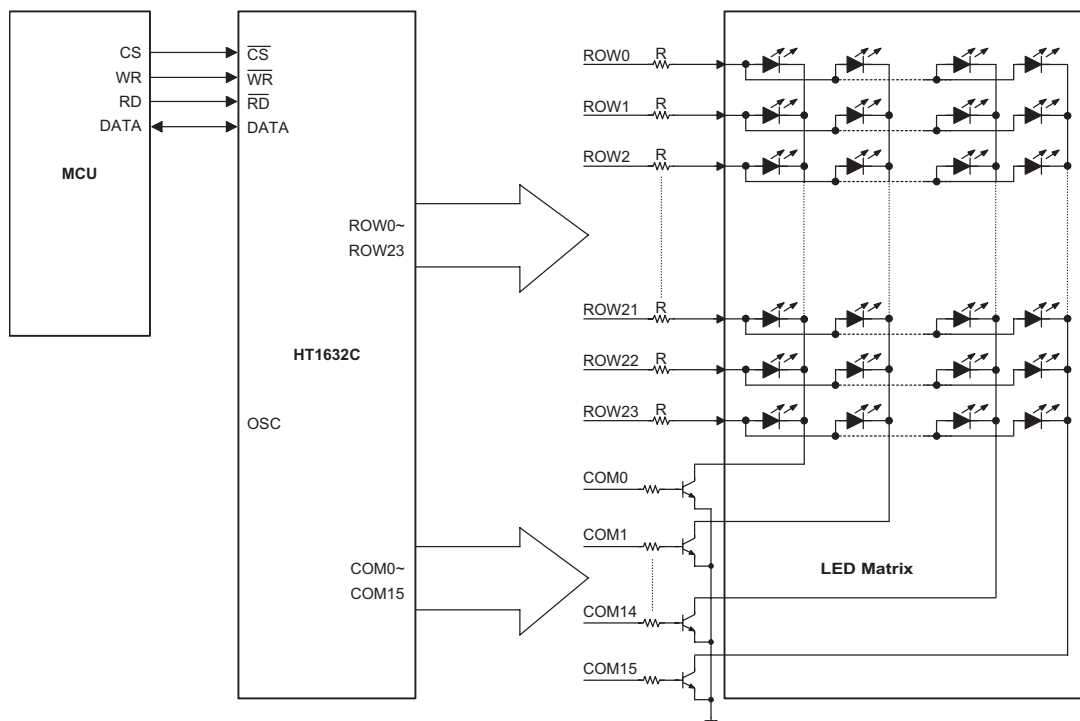 CS
WR
RD
DATA
MCU
CS
WR
RD
DATA
ROW0~
ROW23
HT1632C
OSC
COM0~
COM15
ROW0 R
ROW1 R
ROW2 R
ROW21 R
ROW22 R
ROW23 R
COM0
COM1
COM14
COM15
LED Matrix